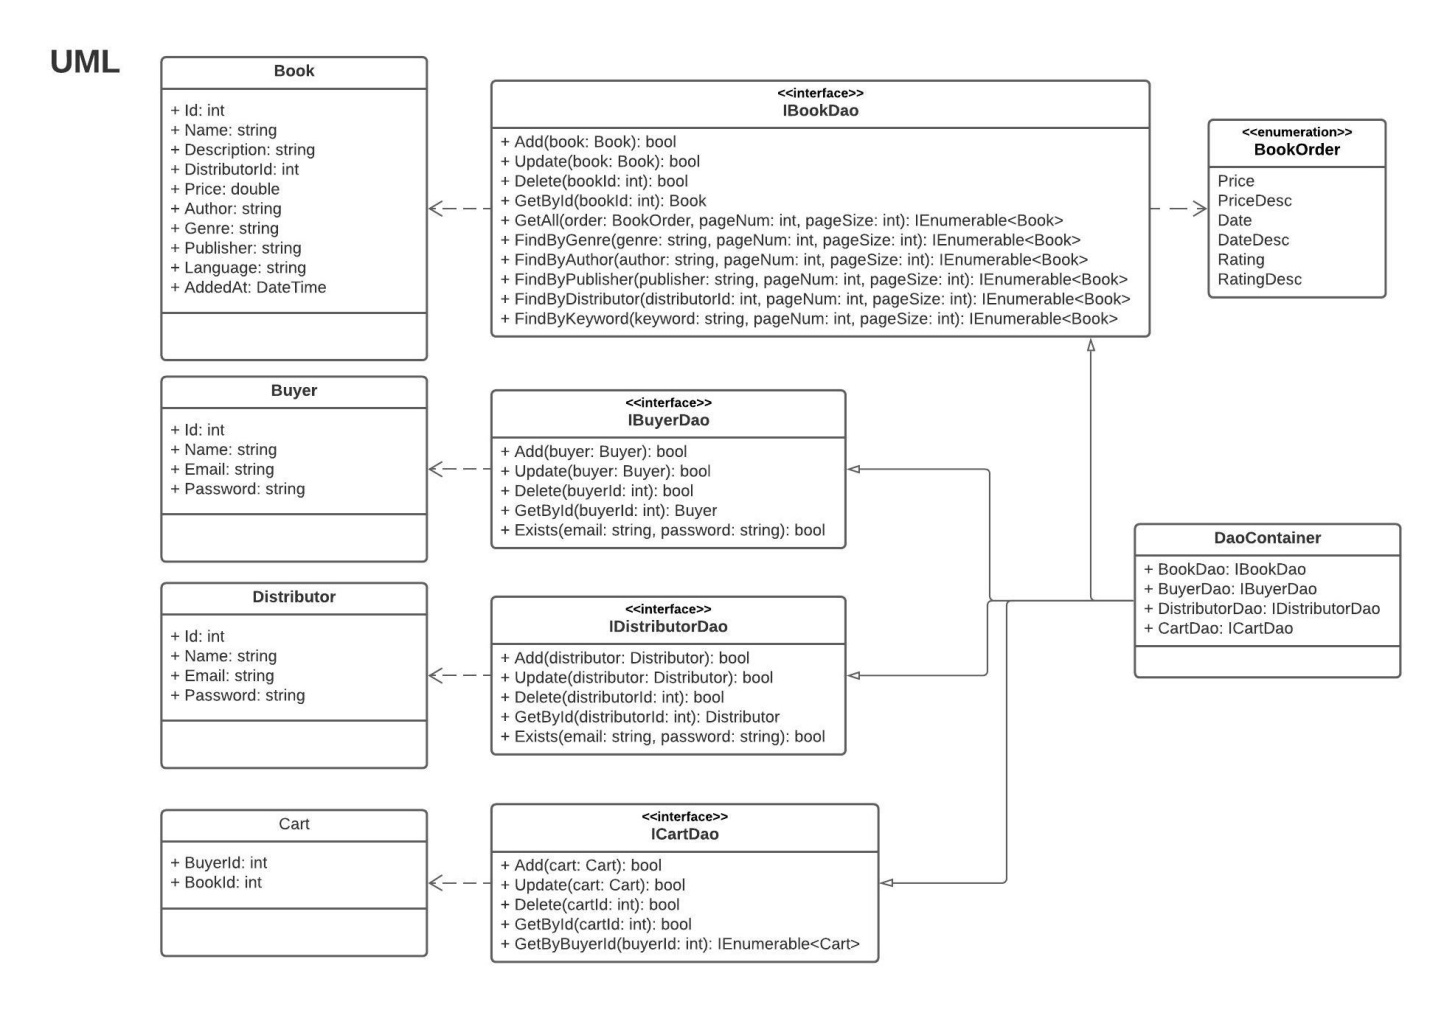 UML
Book
+ Id: int
+ Name: string
+ Description: string
+ DistributorId: int
+ Price: double
+ Author: string
+ Genre: string
+ Publisher: string
+ Language: string
+ AddedAt: DateTime
<<interface>>
IBookDao
+ Add(book: Book): bool
+ Update(book: Book): bool
+ Delete(bookId: int): bool
+ GetById(bookId: int): Book
+ GetAll(order: BookOrder, pageNum: int, pageSize: int): IEnumerable<Book>
+ FindByGenre(genre: string, pageNum: int, pageSize: int): IEnumerable<Book>
+ FindByAuthor(author: string, pageNum: int, pageSize: int): IEnumerable<Book>
+ FindByPublisher(publisher: string, pageNum: int, pageSize: int): IEnumerable<Book>
+ FindByDistributor(distributorId: int, pageNum: int, pageSize: int): IEnumerable<Book>
+ FindByKeyword(keyword: string, pageNum: int, pageSize: int): IEnumerable<Book>
<<enumeration>>
BookOrder
Price
PriceDesc
Date
DateDesc
Rating
RatingDesc
Buyer
+ Id: int
+ Name: string
+ Email: string
+ Password: string
<<interface>>
IBuyerDao
+ Add(buyer: Buyer): bool
+ Update(buyer: Buyer): bool
+ Delete(buyerId: int): bool
+ GetById(buyerId: int): Buyer
+ Exists(email: string, password: string): bool
DaoContainer
+ BookDao: IBookDao
+ BuyerDao: IBuyerDao
+ DistributorDao: IDistributorDao
+ CartDao: ICartDao
Distributor
+ Id: int
+ Name: string
+ Email: string
+ Password: string
<<interface>>
IDistributorDao
+ Add(distributor: Distributor): bool
+ Update(distributor: Distributor): bool
+ Delete(distributorId: int): bool
+ GetById(distributorId: int): Distributor
+ Exists(email: string, password: string): bool
Cart
+ BuyerId: int
+ BookId: int
<<interface>>
ICartDao
+ Add(cart: Cart): bool
+ Update(cart: Cart): bool
+ Delete(cartId: int): bool
+ GetById(cartId: int): bool
+ GetByBuyerId(buyerId: int): IEnumerable<Cart>